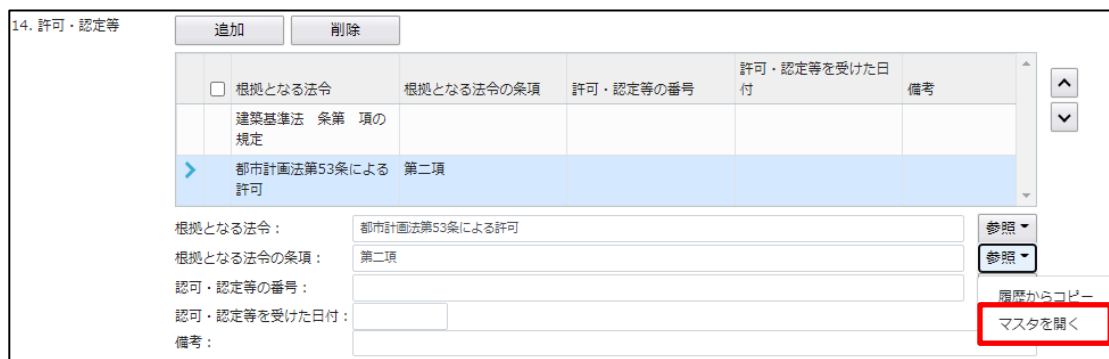 14. 許可・認定等
追加 削除
根拠となる法令 根拠となる法令の条項 許可・認定等の番号 許可・認定等を受けた日付 備考
建築基準法　条第　項の
規定
都市計画法第53条による 第二項
許可
根拠となる法令： 都市計画法第53条による許可 参照
根拠となる法令の条項： 第二項 参照
認可・認定等の番号：
履歴からコピー
認可・認定等を受けた日付：
マスタを開く
備考：